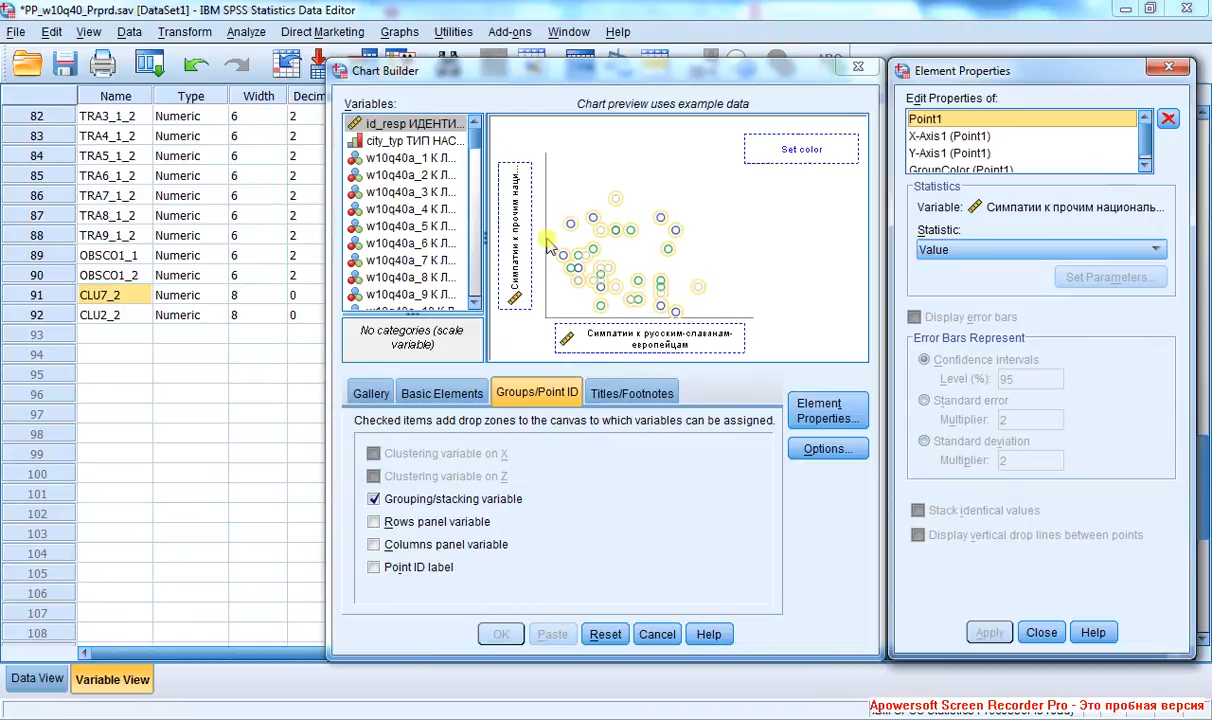 *PP_w10q40_Prprd.sav [DataSet1] - IBM SPSS Statistics Data Editor
File Edit View Data Transform Analyze Direct Marketing Graphs Utilities Add-ons Window Help
Name Type Width Decim
82 TRA3_1_2 Numeric 6 2
83 TRA4_1_2 Numeric 6 2
84 TRA5_1_2 Numeric 6 2
85 TRA6_1_2 Numeric 6 2
86 TRA7_1_2 Numeric 6 2
87 TRA8_1_2 Numeric 6 2
88 TRA9_1_2 Numeric 6 2
89 OBSCO1_1 Numeric 6 2
90 OBSCO1_2 Numeric 6 2
91 CLU7_2 Numeric 8 0
92 CLU2_2 Numeric 8 0
93
94
95
96
97
98
99
100
101
102
103
104
105
106
107
108
Data View Variable View
Chart Builder
Variables:
Chart preview uses example data
id_resp ИДЕНТИ...
city_typ ТИП НАС...
w10q40a_1 К Л...
w10q40a_2 К Л...
w10q40a_3 К Л...
w10q40a_4 К Л...
w10q40a_5 К Л...
w10q40a_6 К Л...
w10q40a_7 К Л...
w10q40a_8 К Л...
w10q40a_9 К Л...
No categories (scale
variable)
Set color
Симпатии к прочим наци...
Симпатии к русским-славинам-
европейцам
Gallery Basic Elements Groups/Point ID Titles/Footnotes
Checked items add drop zones to the canvas to which variables can be assigned.
Clustering variable on X
Clustering variable on Z
Grouping/stacking variable
Rows panel variable
Columns panel variable
Point ID label
Element
Properties...
Options...
OK Paste Reset Cancel Help
Element Properties
Edit Properties of:
Point1
X-Axis1 (Point1)
Y-Axis1 (Point1)
GroupColor (Point1)
Statistics
Variable: Симпатии к прочим националь...
Statistic:
Value
Set Parameters...
Display error bars
Error Bars Represent
Confidence intervals
Level (%): 95
Standard error
Multiplier: 2
Standard deviation
Multiplier: 2
Stack identical values
Display vertical drop lines between points
Apply Close Help
Apowersoft Screen Recorder Pro - Это пробная версия